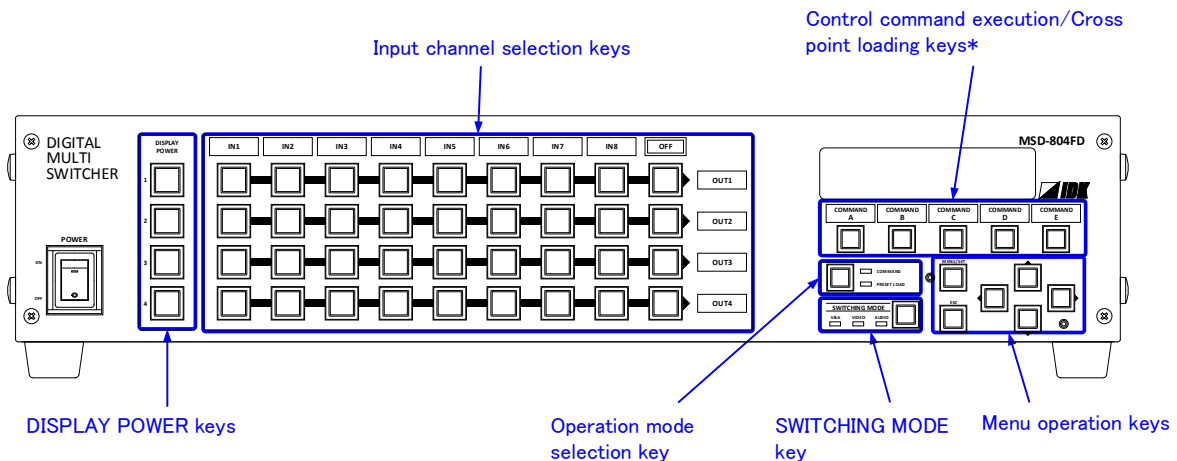 Control command execution/Cross
point loading keys*
Input channel selection keys
DIGITAL
MULTI
SWITCHER
DISPLAY
POWER
IN1 IN2 IN3 IN4 IN5 IN6 IN7 IN8 OFF
MSD-804FD
IDK
1
OUT1
2
OUT2
3
OUT3
4
OUT4
POWER
ON
OFF
COMMAND
A
COMMAND
B
COMMAND
C
COMMAND
D
COMMAND
E
COMMAND
PRESET LOAD
MENU/SET
ESC
SWITCHING MODE
V&A VIDEO AUDIO
DISPLAY POWER keys
Operation mode
selection key
SWITCHING MODE
key
Menu operation keys